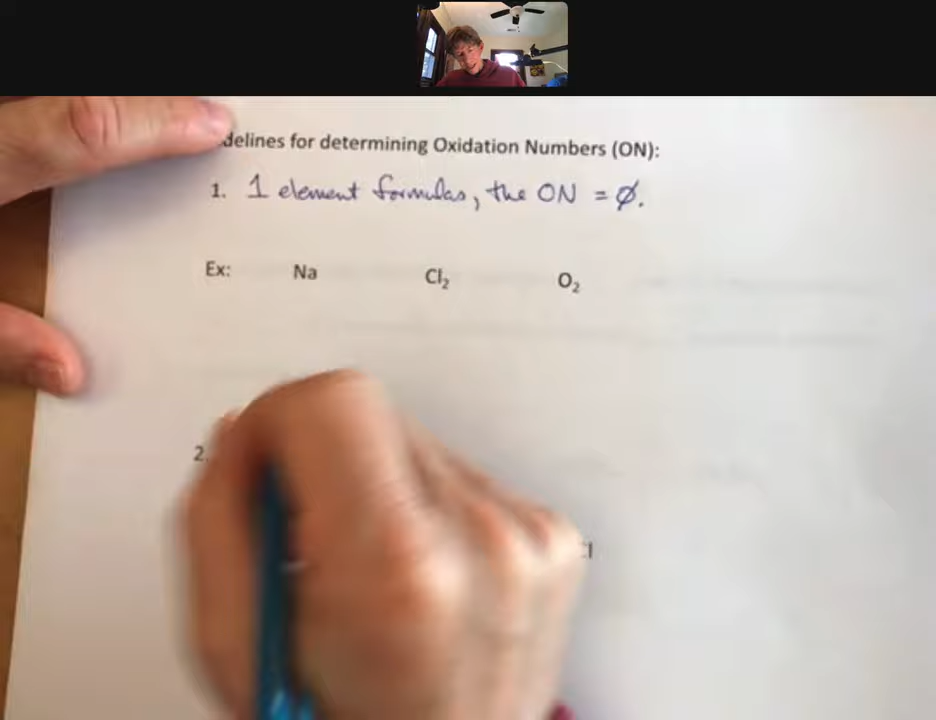 delines for determining Oxidation Numbers (ON):
1. 1 element formulas, the ON = Ø.
Ex: Na Cl₂ O₂
2.